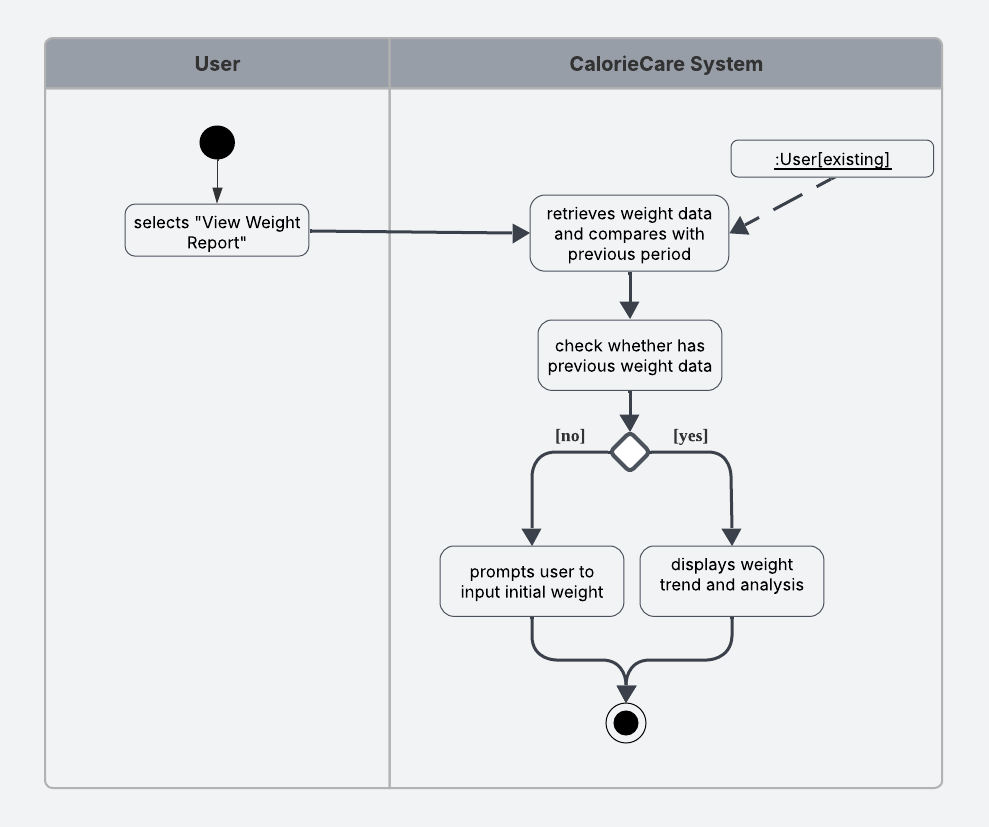 User
CalorieCare System
:User[existing]
selects "View Weight
Report"
retrieves weight data
and compares with
previous period
check whether has
previous weight data
[no]
[yes]
prompts user to
input initial weight
displays weight
trend and analysis